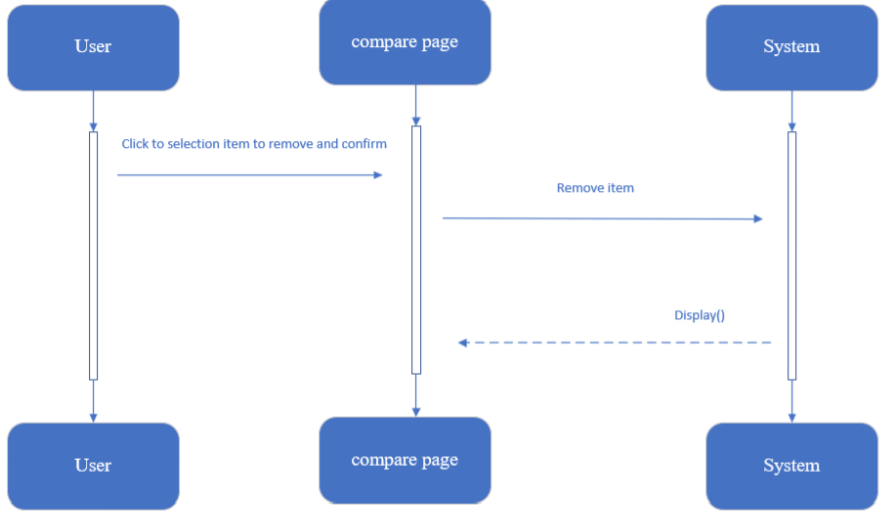 User
compare page
System
Click to selection item to remove and confirm
Remove item
Display()
User
compare page
System